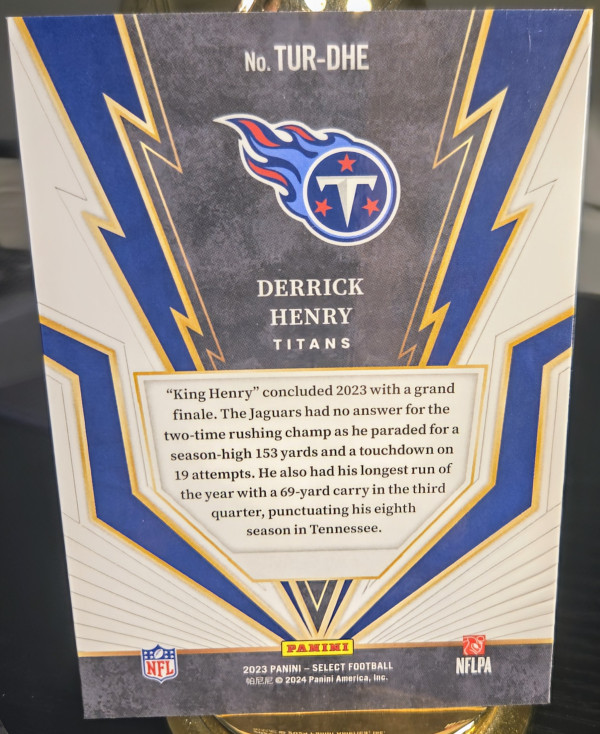 No. TUR-DHE
T
DERRICK
HENRY
TITANS
“King Henry” concluded 2023 with a grand
finale. The Jaguars had no answer for the
two-time rushing champ as he paraded for a
season-high 153 yards and a touchdown on
19 attempts. He also had his longest run of
the year with a 69-yard carry in the third
quarter, punctuating his eighth
season in Tennessee.
PANINI
NFL
2023 PANINI – SELECT FOOTBALL
帕尼尼 © 2024 Panini America, Inc.
NFLPA